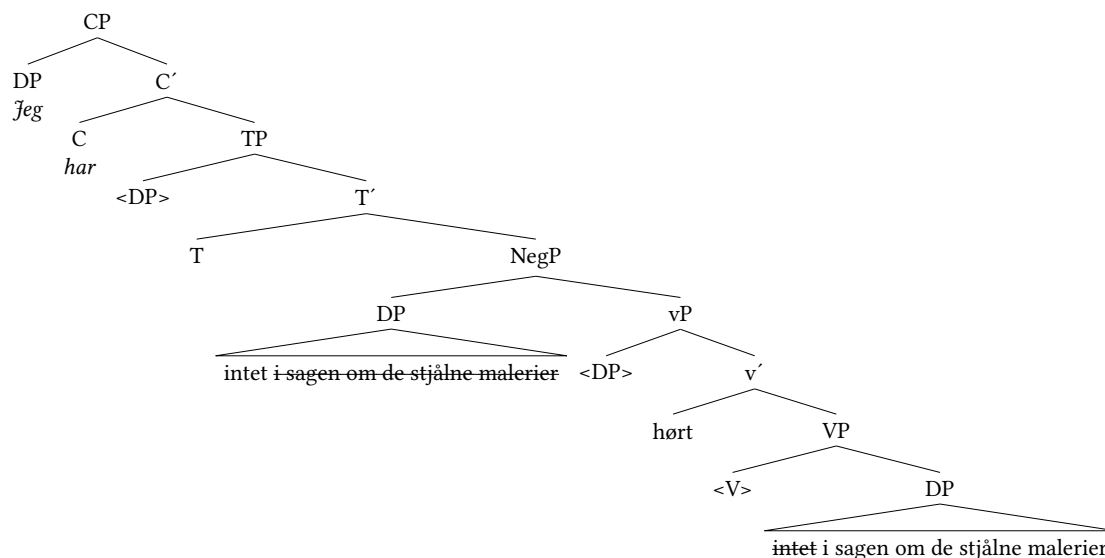 CP
DP
C´
Jeg
C
TP
har
<DP>
T´
T
NegP
DP
vP
intet i sagen om de stjålne malerier
<DP>
v´
hørt
VP
<V>
DP
intet i sagen om de stjålne malerier